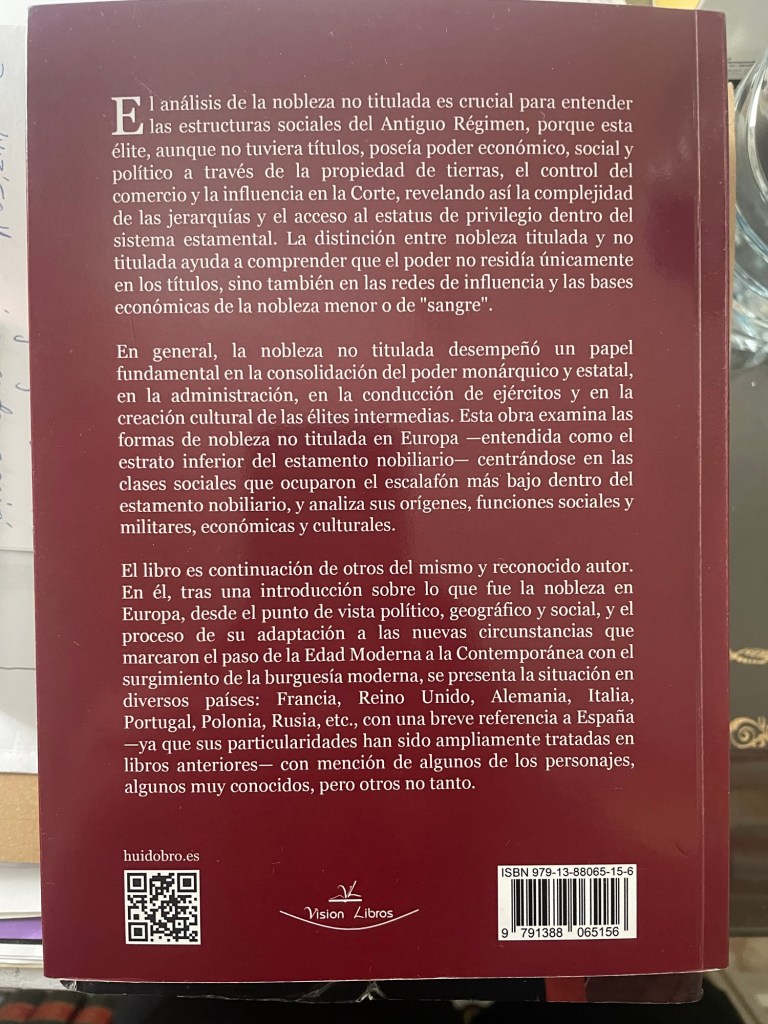 El análisis de la nobleza no titulada es crucial para entender
las estructuras sociales del Antiguo Régimen, porque esta
élite, aunque no tuviera títulos, poseía poder económico, social y
político a través de la propiedad de tierras, el control del
comercio y la influencia en la Corte, revelando así la complejidad
de las jerarquías y el acceso al estatus de privilegio dentro del
sistema estamental. La distinción entre nobleza titulada y no
titulada ayuda a comprender que el poder no residía únicamente
en los títulos, sino también en las redes de influencia y las bases
económicas de la nobleza menor o de "sangre".
En general, la nobleza no titulada desempeñó un papel
fundamental en la consolidación del poder monárquico y estatal,
en la administración, en la conducción de ejércitos y en la
creación cultural de las élites intermedias. Esta obra examina las
formas de nobleza no titulada en Europa —entendida como el
estrato inferior del estamento nobiliario— centrándose en las
clases sociales que ocuparon el escalafón más bajo dentro del
estamento nobiliario, y analiza sus orígenes, funciones sociales y
militares, económicas y culturales.
El libro es continuación de otros del mismo y reconocido autor.
En él, tras una introducción sobre lo que fue la nobleza en
Europa, desde el punto de vista político, geográfico y social, y el
proceso de su adaptación a las nuevas circunstancias que
marcaron el paso de la Edad Moderna a la Contemporánea con el
surgimiento de la burguesía moderna, se presenta la situación en
diversos países: Francia, Reino Unido, Alemania, Italia,
Portugal, Polonia, Rusia, etc., con una breve referencia a España
—ya que sus particularidades han sido ampliamente tratadas en
libros anteriores— con mención de algunos de los personajes,
algunos muy conocidos, pero otros no tanto.
huidobro.es
Vision Libros
ISBN 979-13-88065-15-6
9 791388 065156